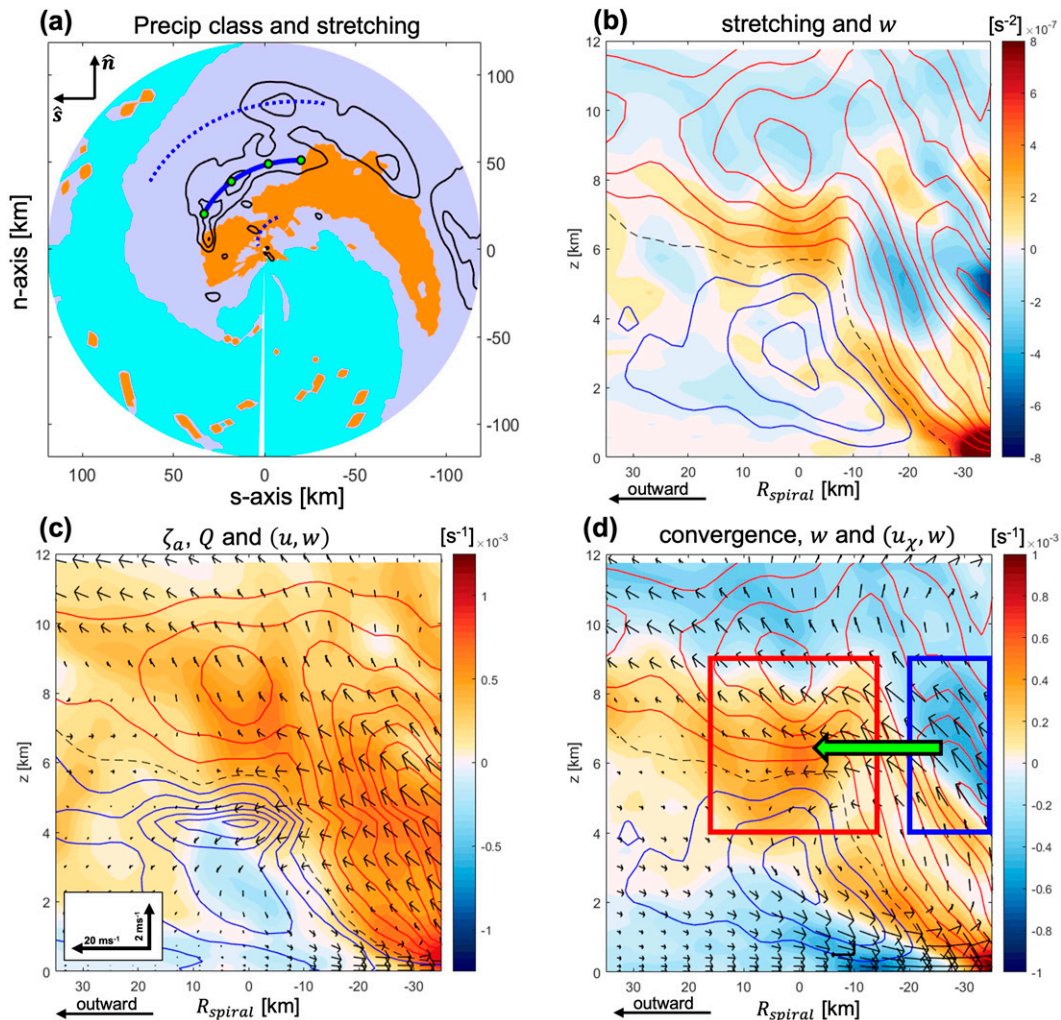 (a) Precip class and stretching
n̂
ŝ
n-axis [km]
100
50
0
-50
-100
100 50 0 -50 -100
s-axis [km]
(b) stretching and w
[s-2]
×10-7
12
10
8
6
4
2
0
z [km]
8
6
4
2
0
-2
-4
-6
-8
30 20 10 0 -10 -20 -30
outward
Rspiral [km]
(c) ζa, Q and (u, w)
[s-1]
×10-3
12
10
8
6
4
2
0
z [km]
1
0.5
0
-0.5
-1
20 ms-1
2 ms-1
30 20 10 0 -10 -20 -30
outward
Rspiral [km]
(d) convergence, w and (uχ, w)
[s-1]
×10-3
12
10
8
6
4
2
0
z [km]
1
0.8
0.6
0.4
0.2
0
-0.2
-0.4
-0.6
-0.8
-1
30 20 10 0 -10 -20 -30
outward
Rspiral [km]